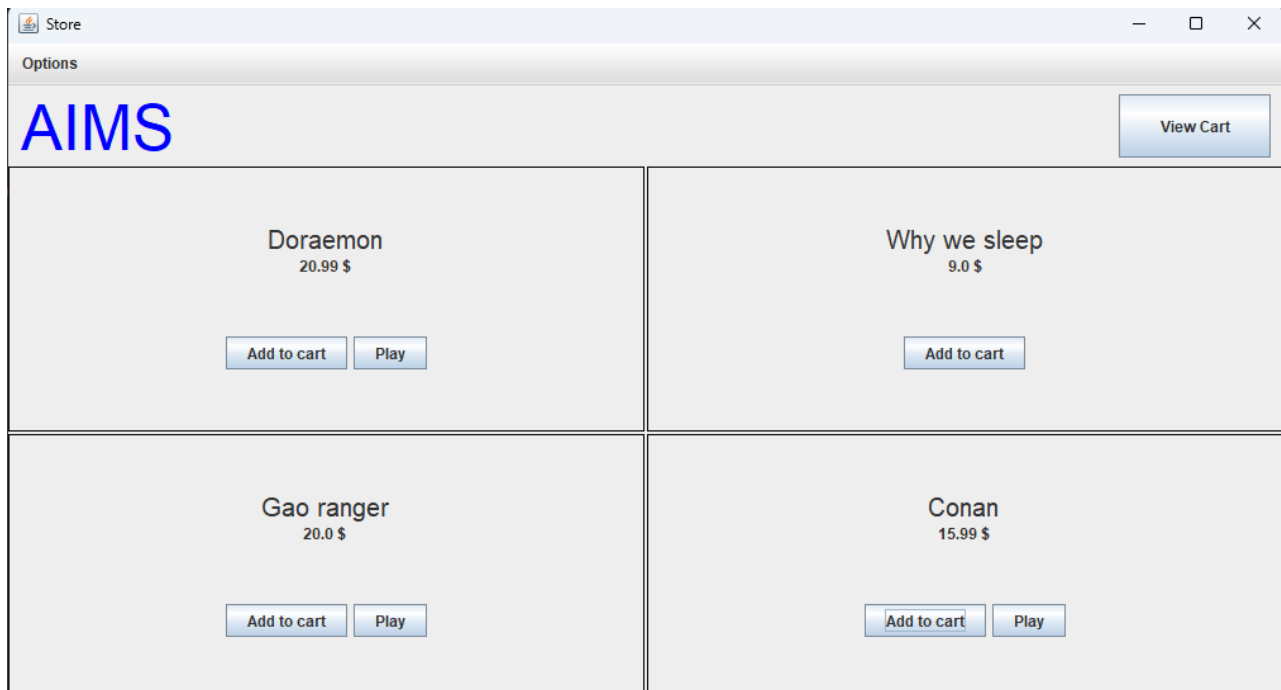 Store
Options
AIMS
View Cart
Doraemon
20.99 $
Add to cart Play
Why we sleep
9.0 $
Add to cart
Gao ranger
20.0 $
Add to cart Play
Conan
15.99 $
Add to cart Play